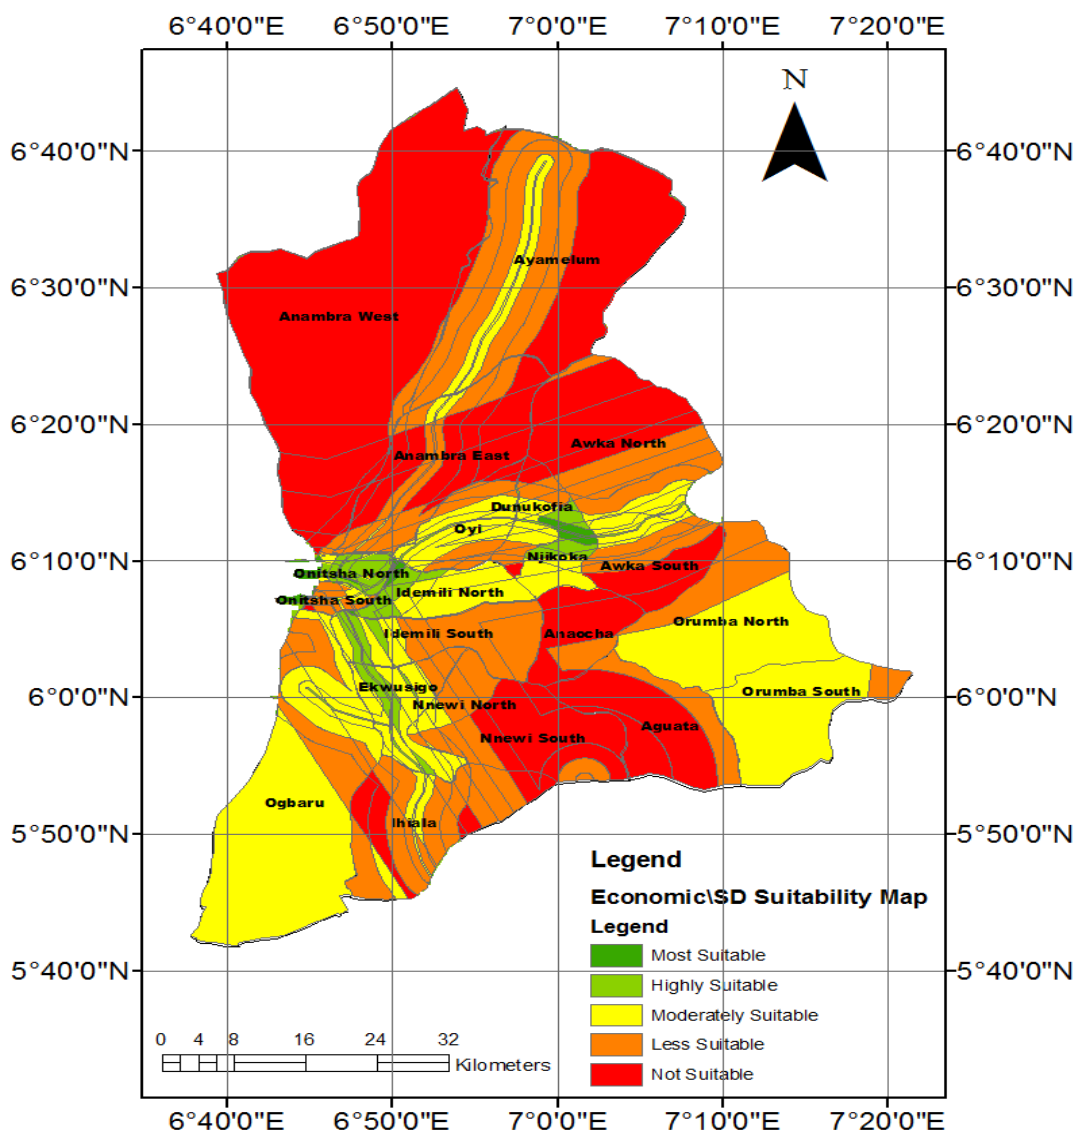 6°40'0"E 6°50'0"E 7°0'0"E 7°10'0"E 7°20'0"E
N
6°40'0"N 6°40'0"N
Ayamelum
6°30'0"N 6°30'0"N
Anambra West
6°20'0"N 6°20'0"N
Awka North
Anambra East
Dunukofia
Oyi
Njikoka
6°10'0"N 6°10'0"N
Awka South
Onitsha North
Idemili North
Onitsha South
Orumba North
Idemili South Anaocha
Ekwusigo
Orumba South
6°0'0"N 6°0'0"N
Nnewi North
Aguata
Nnewi South
Ogbaru
Ihiala
5°50'0"N 5°50'0"N
Legend
Economic\SD Suitability Map
Legend
Most Suitable
5°40'0"N 5°40'0"N
Highly Suitable
Moderately Suitable
Less Suitable
Not Suitable
0 4 8 16 24 32
Kilometers
6°40'0"E 6°50'0"E 7°0'0"E 7°10'0"E 7°20'0"E